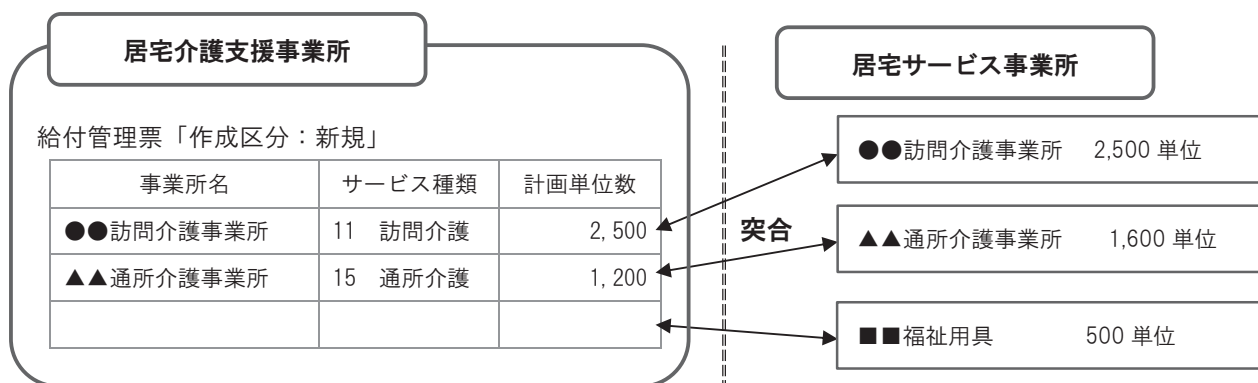 居宅介護支援事業所
居宅サービス事業所
給付管理票「作成区分：新規」
事業所名 サービス種類 計画単位数
●●訪問介護事業所 11 訪問介護 2,500
▲▲通所介護事業所 15 通所介護 1,200
突合
●●訪問介護事業所 2,500 単位
▲▲通所介護事業所 1,600 単位
■■福祉用具 500 単位